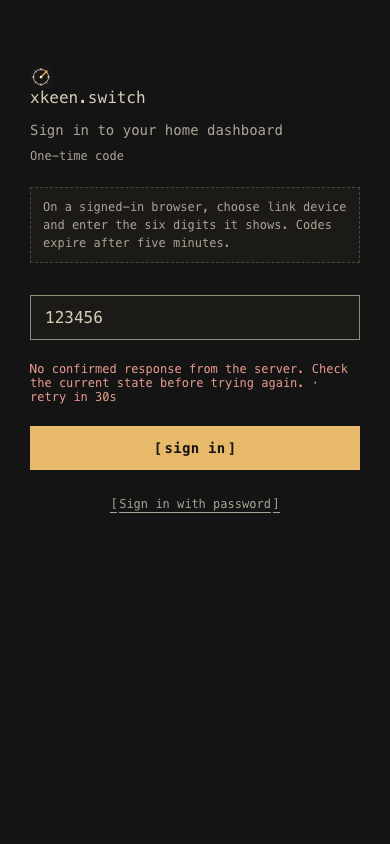 xkeen.switch
Sign in to your home dashboard
One-time code
On a signed-in browser, choose link device
and enter the six digits it shows. Codes
expire after five minutes.
123456
No confirmed response from the server. Check
the current state before trying again. ·
retry in 30s
[sign in]
[Sign in with password]